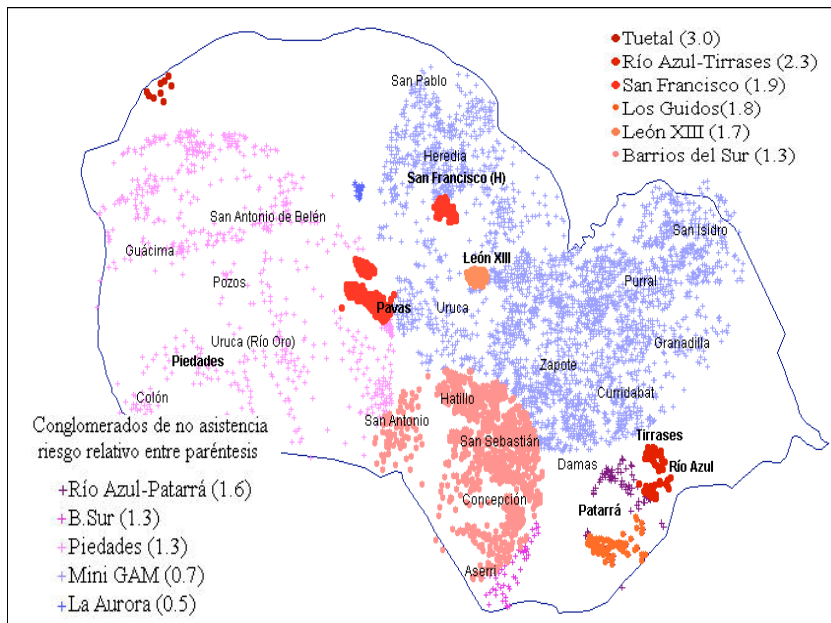 Tuetal (3.0)
Río Azul-Tirrases (2.3)
San Francisco (1.9)
Los Guidos(1.8)
León XIII (1.7)
Barrios del Sur (1.3)
San Pablo
Heredia
San Francisco (H)
San Antonio de Belén
San Isidro
Guácima
León XIII
Purral
Pozos
Pavas
Uruca
Uruca (Río Oro)
Granadilla
Piedades
Zapote
Curridabat
Colón
Hatillo
San Antonio
San Sebastián
Tirrases
Damas
Río Azul
Concepción
Patarrá
Aserri
Conglomerados de no asistencia
riesgo relativo entre paréntesis
+Río Azul-Patarrá (1.6)
+B.Sur (1.3)
+Piedades (1.3)
+Mini GAM (0.7)
+La Aurora (0.5)